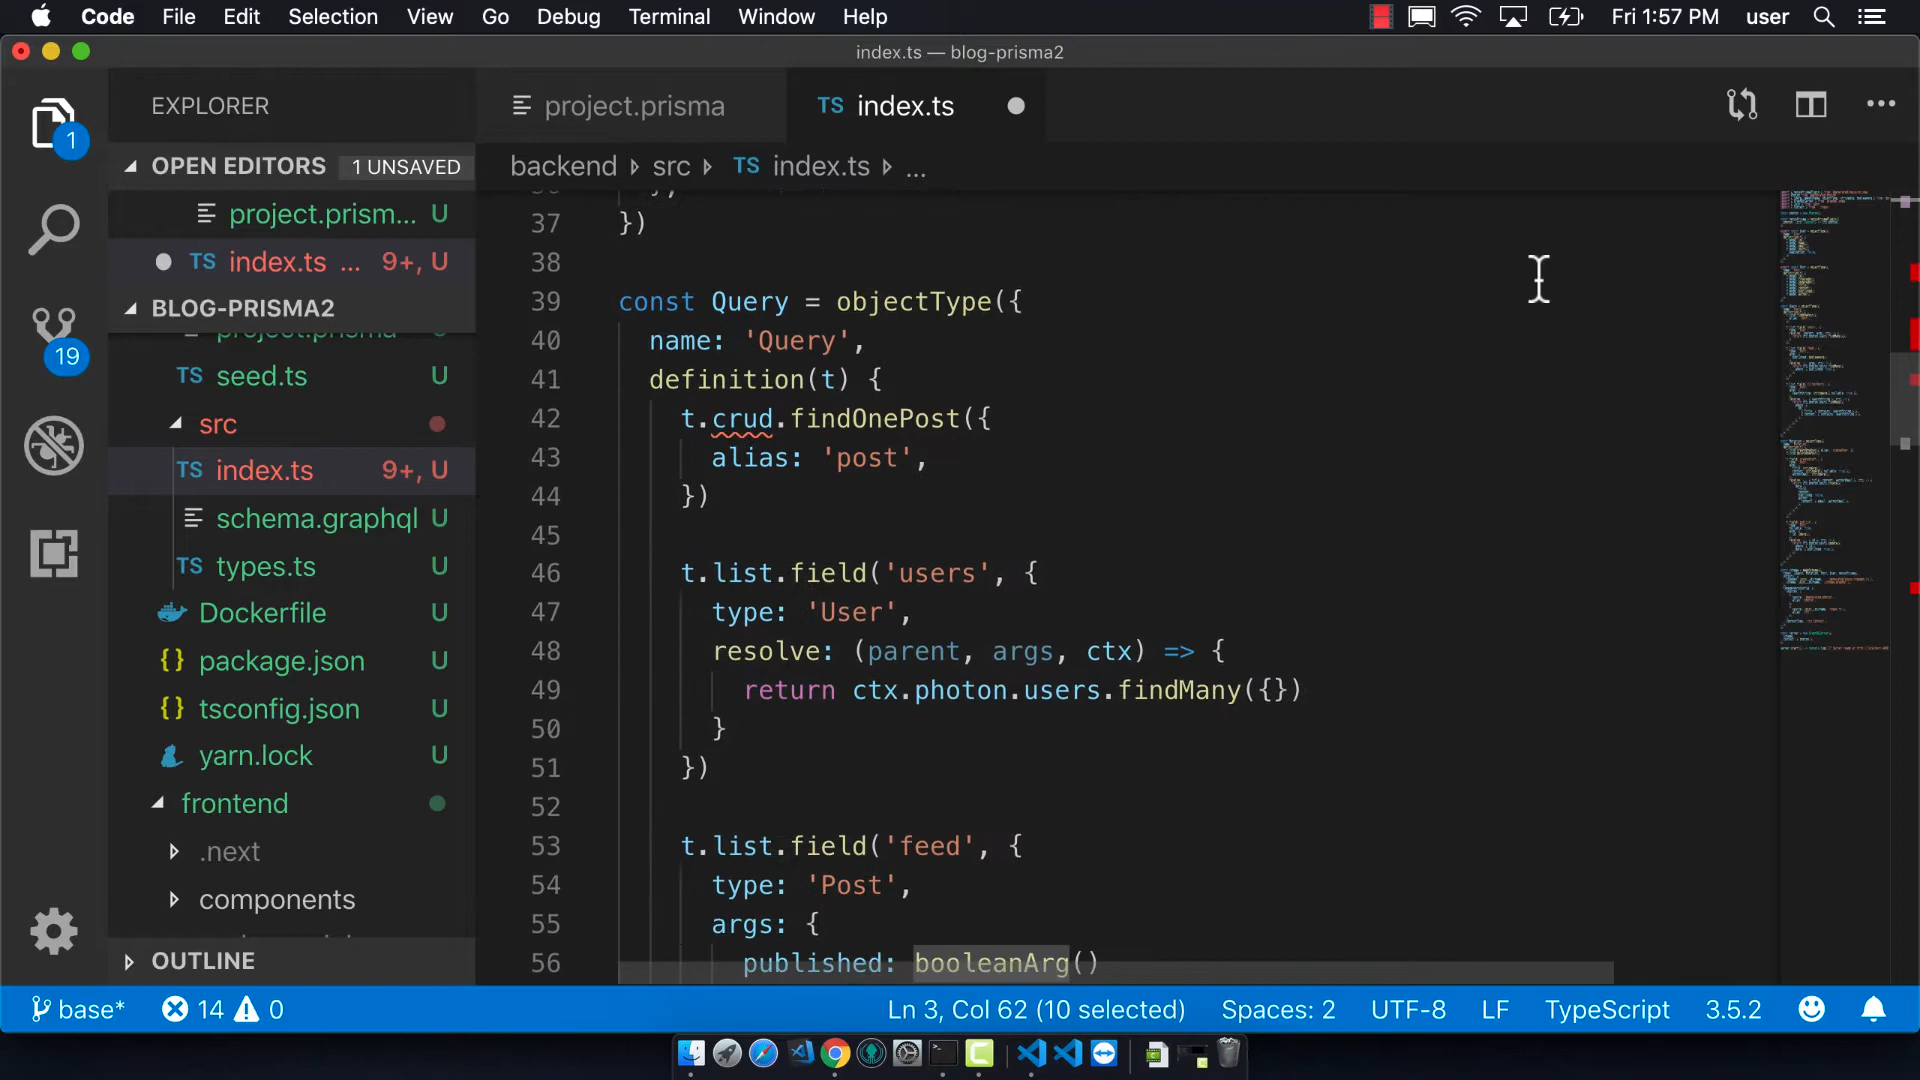 Code File Edit Selection View Go Debug Terminal Window Help Fri 1:57 PM user
index.ts — blog-prisma2
EXPLORER
OPEN EDITORS 1 UNSAVED
project.prism... U
TS index.ts ... 9+, U
BLOG-PRISMA2
project.prisma
TS seed.ts U
src
TS index.ts 9+, U
schema.graphql U
TS types.ts U
Dockerfile U
{} package.json U
{} tsconfig.json U
yarn.lock U
frontend
.next
components
OUTLINE
1
19
project.prisma
TS index.ts
backend src TS index.ts ...
37 })
38
39 const Query = objectType({
40 name: 'Query',
41 definition(t) {
42 t.crud.findOnePost({
43 alias: 'post',
44 })
45
46 t.list.field('users', {
47 type: 'User',
48 resolve: (parent, args, ctx) => {
49 return ctx.photon.users.findMany({})
50 }
51 })
52
53 t.list.field('feed', {
54 type: 'Post',
55 args: {
56 published: booleanArg()
base* 14 0 Ln 3, Col 62 (10 selected) Spaces: 2 UTF-8 LF TypeScript 3.5.2